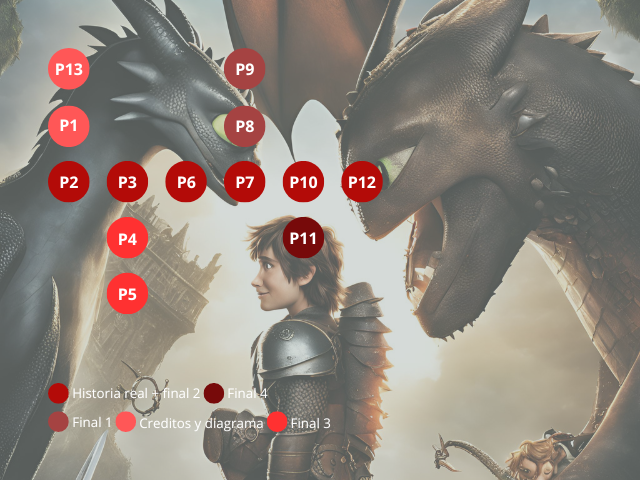 P13 P9
P1 P8
P2 P3 P6 P7 P10 P12
P4 P11
P5
Historia real + final 2 Final 4
Final 1 Creditos y dIagrama Final 3